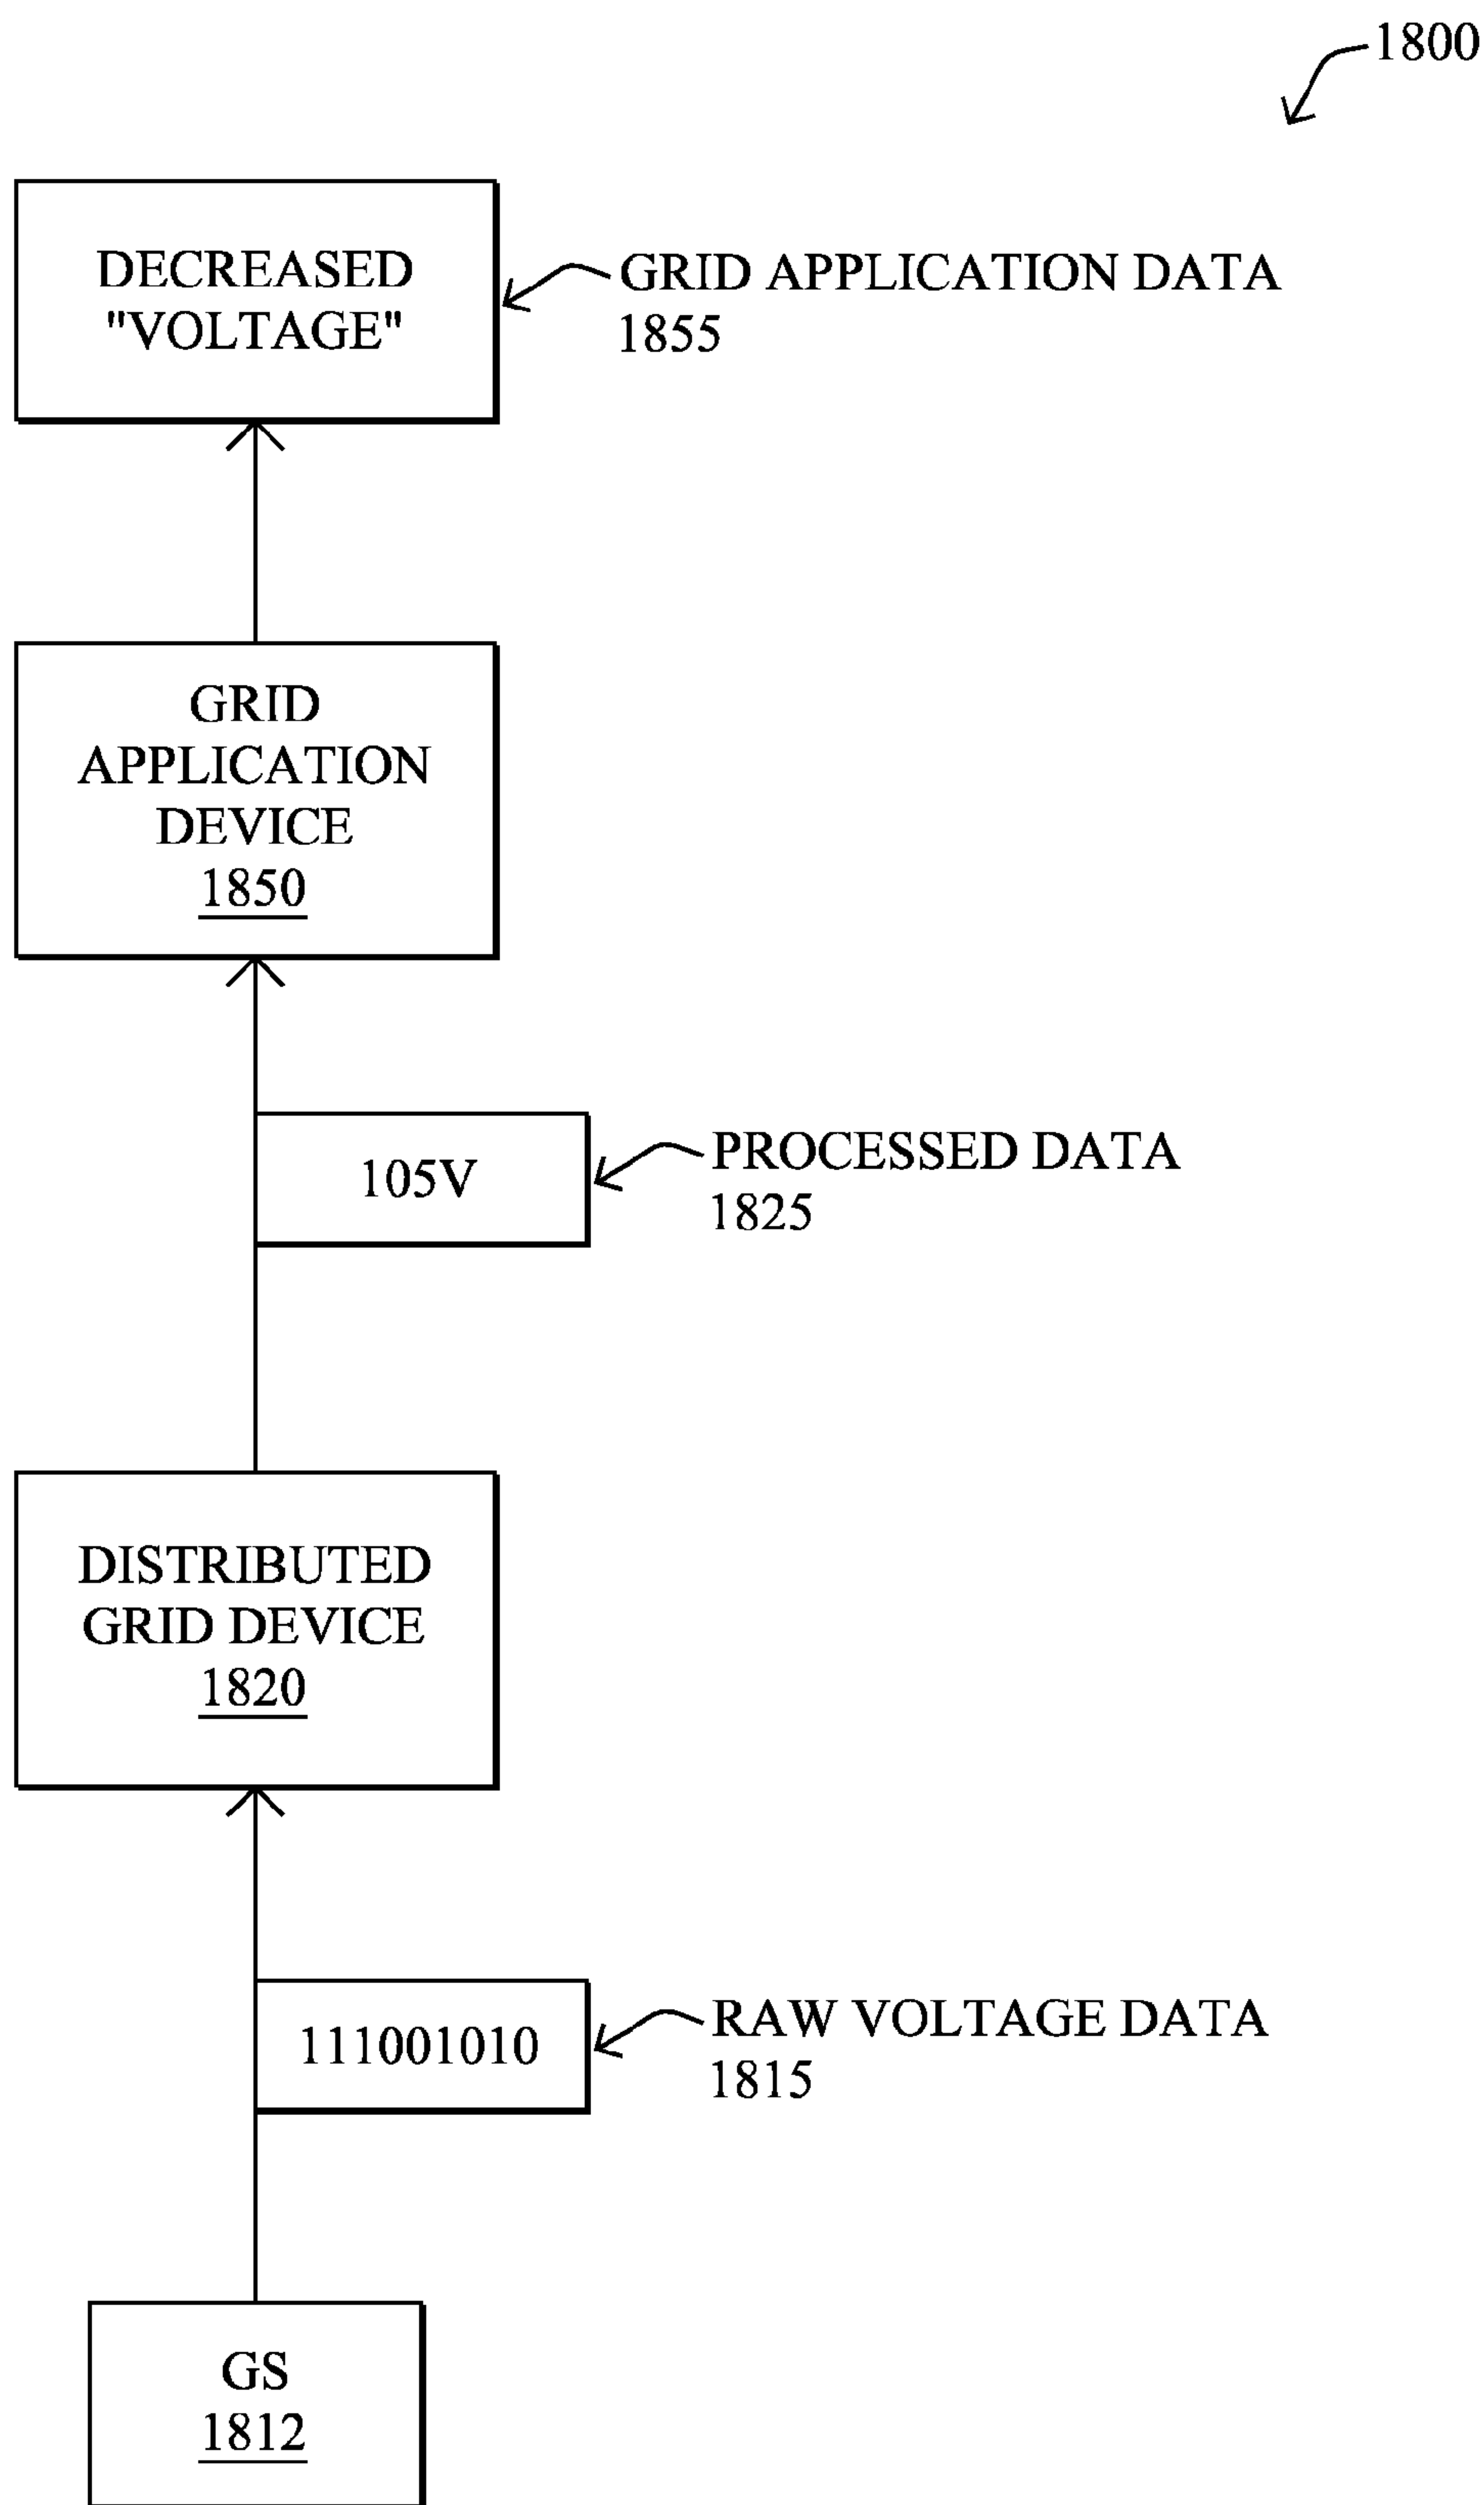 1800
DECREASED
"VOLTAGE"
GRID APPLICATION DATA
1855
GRID
APPLICATION
DEVICE
1850
105V
PROCESSED DATA
1825
DISTRIBUTED
GRID DEVICE
1820
111001010
RAW VOLTAGE DATA
1815
GS
1812